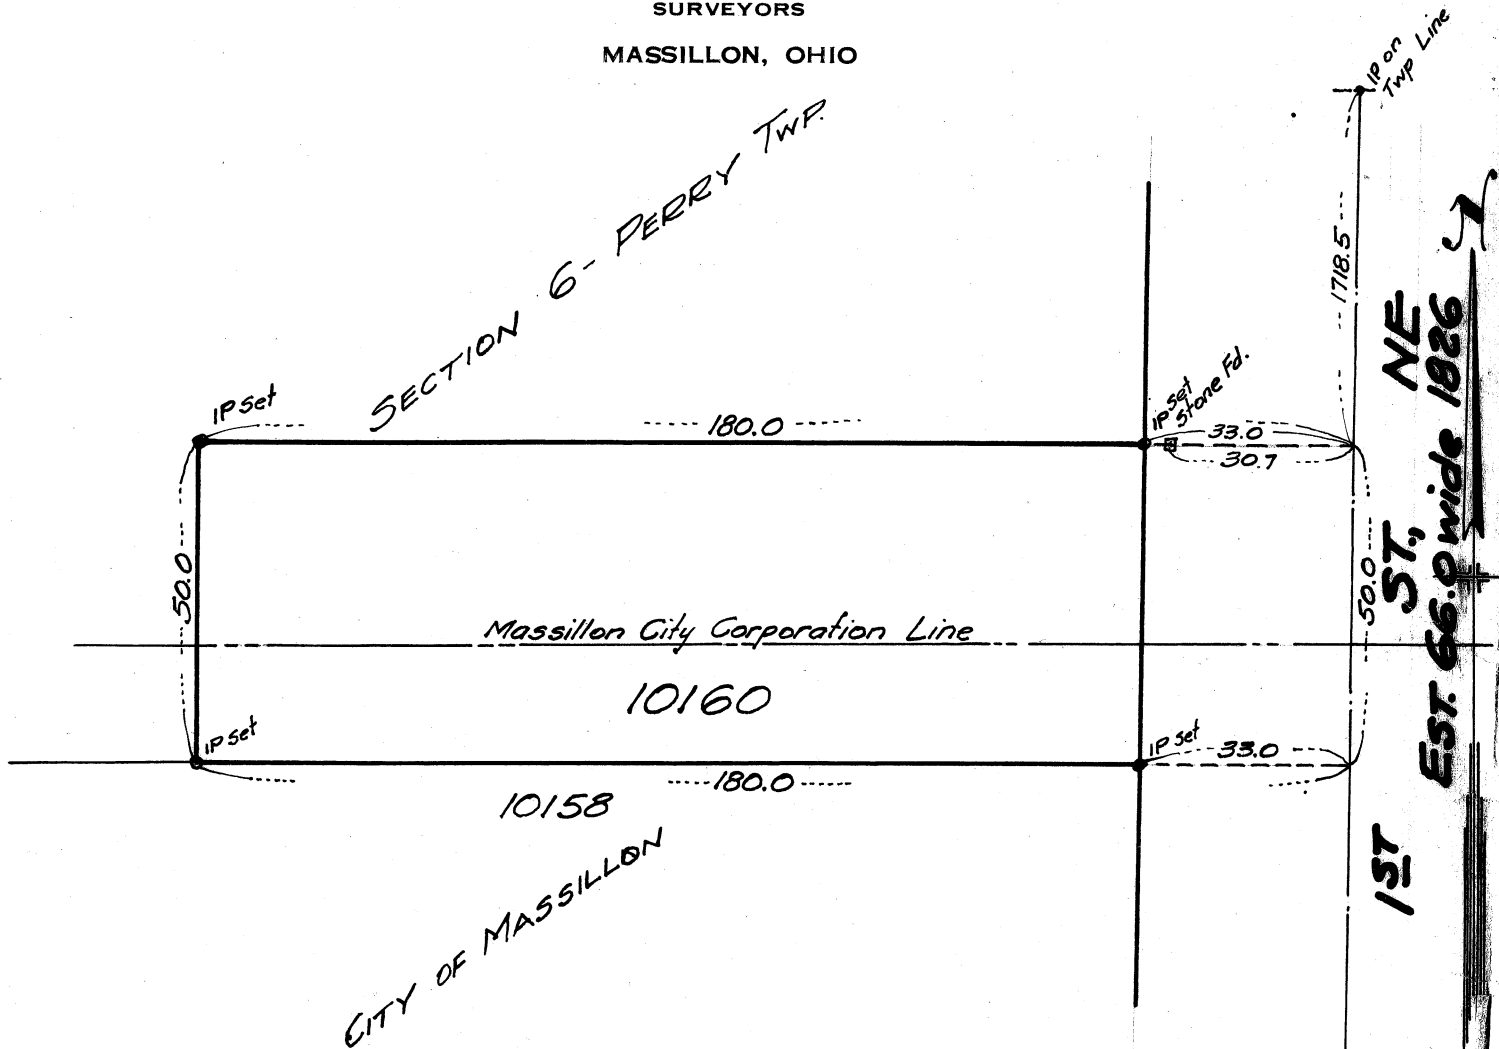 SURVEYORS
MASSILLON, OHIO
IP on
Twp Line
SECTION 6 - PERRY TWP.
1718.5
IP Set
180.0
IP Set
Stone Fd.
33.0
30.7
50.0
50.0
1ST ST., NE
EST. 66.0 wide 1826
Massillon City Corporation Line
10160
IP Set
IP Set
33.0
180.0
10158
CITY OF MASSILLON